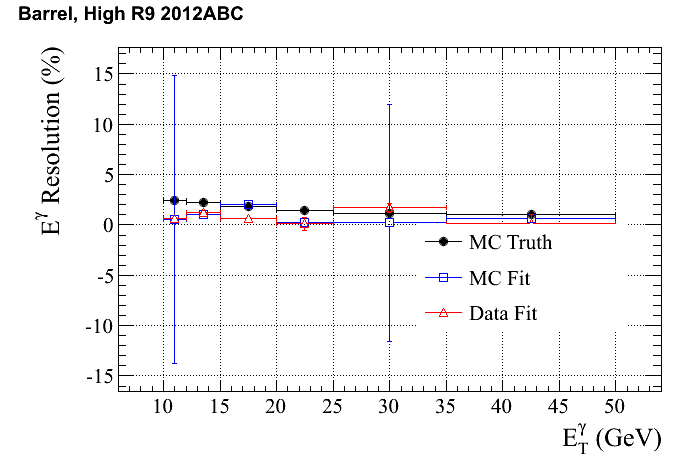 Barrel, High R9 2012ABC
E^γ Resolution (%)
15
10
5
0
-5
-10
-15
MC Truth
MC Fit
Data Fit
10 15 20 25 30 35 40 45 50
E_T^γ (GeV)